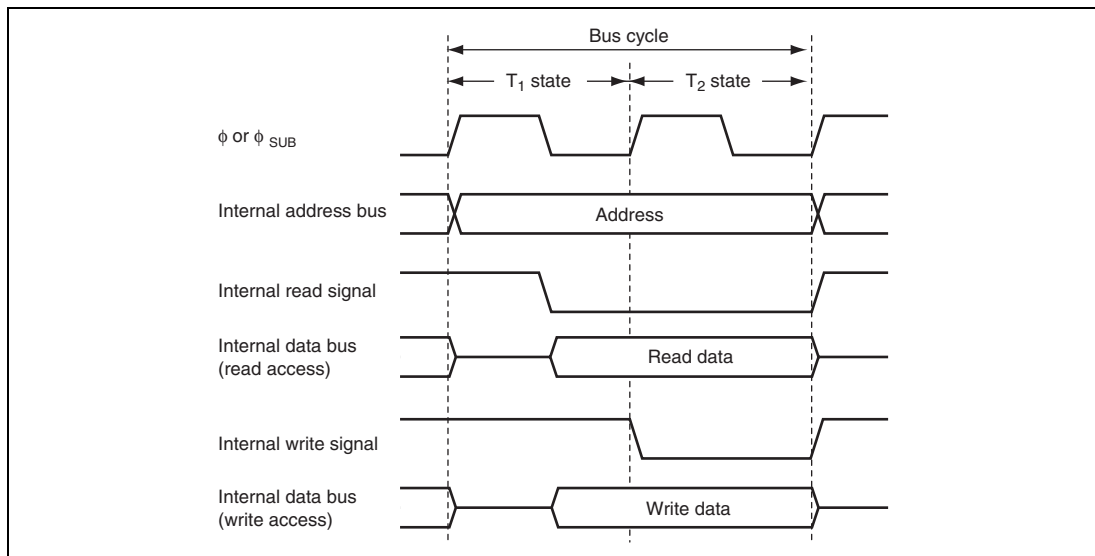 Bus cycle
T₁ state
T₂ state
ϕ or ϕ SUB
Internal address bus
Address
Internal read signal
Internal data bus
(read access)
Read data
Internal write signal
Internal data bus
(write access)
Write data